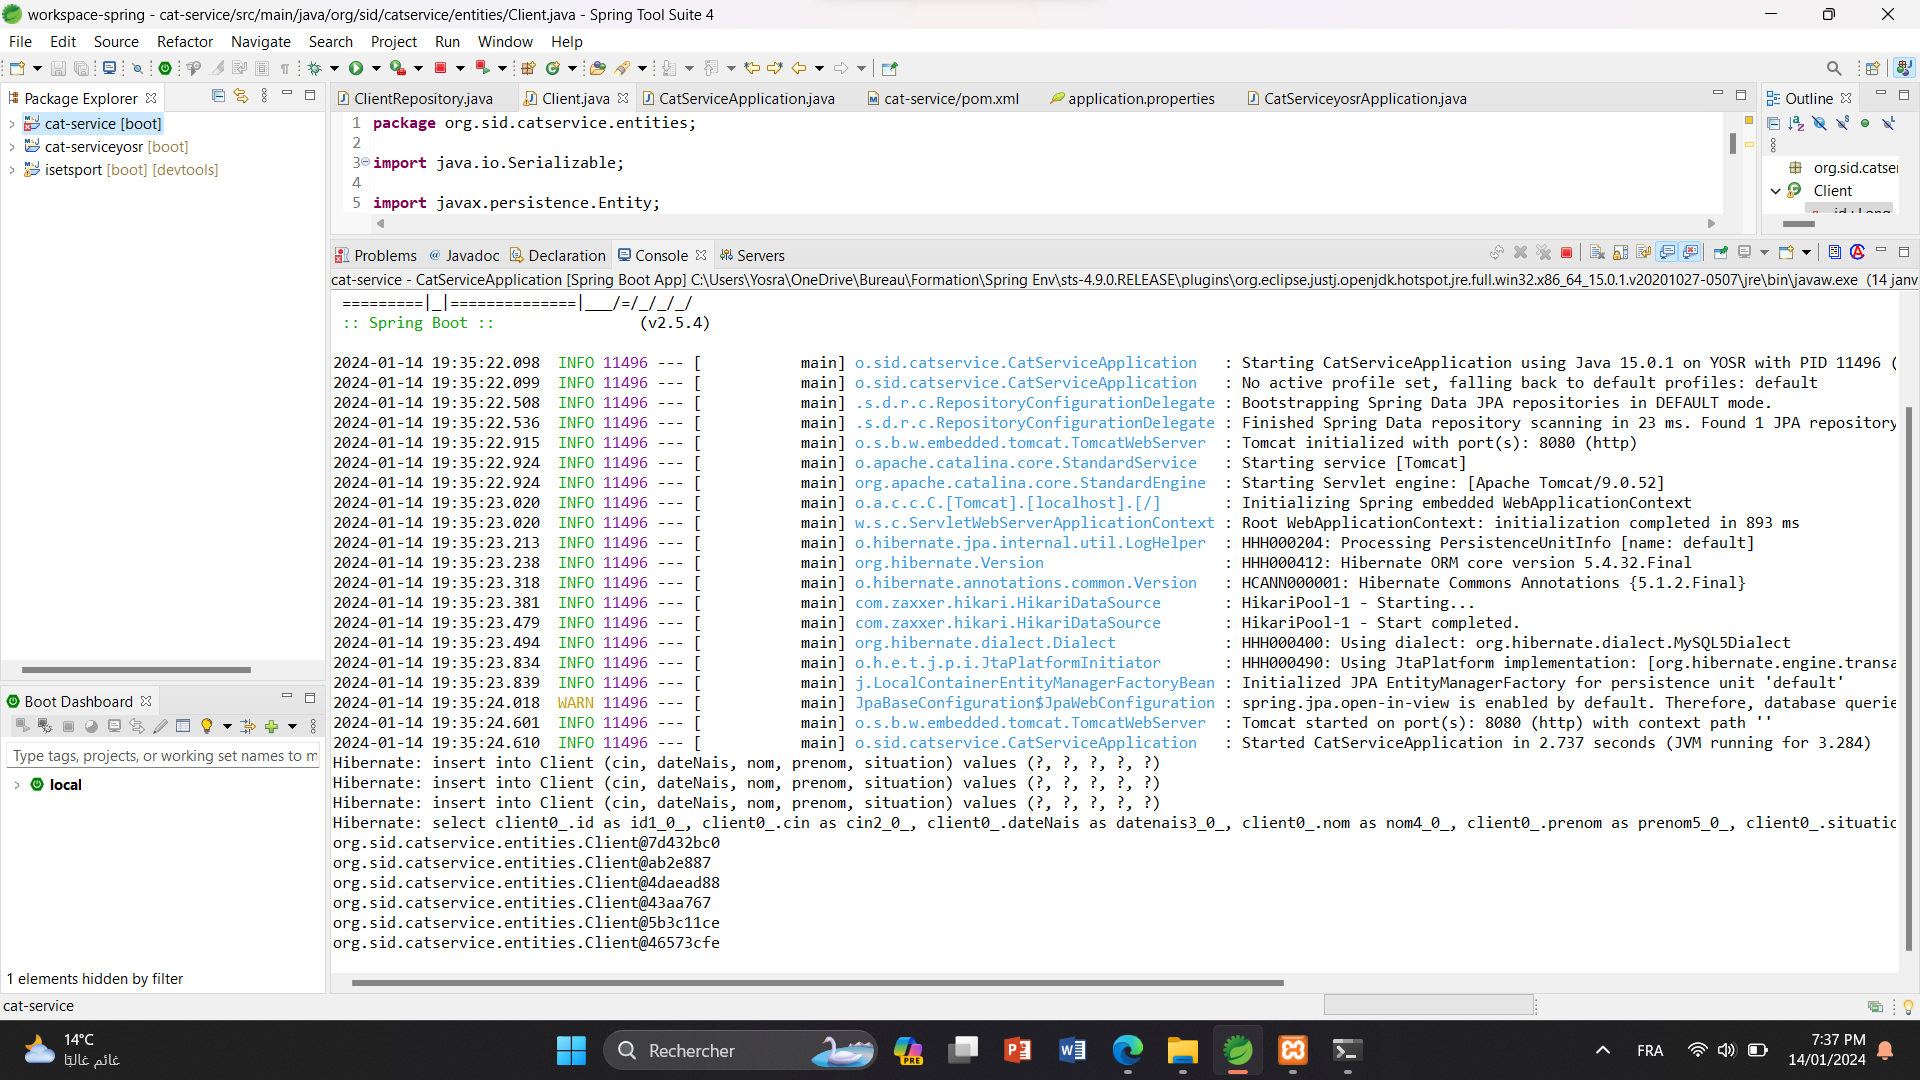 workspace-spring - cat-service/src/main/java/org/sid/catservice/entities/Client.java - Spring Tool Suite 4
File Edit Source Refactor Navigate Search Project Run Window Help
Package Explorer
cat-service [boot]
cat-serviceyosr [boot]
isetsport [boot] [devtools]
ClientRepository.java Client.java CatServiceApplication.java cat-service/pom.xml application.properties CatServiceyosrApplication.java
1 package org.sid.catservice.entities;
2
3 import java.io.Serializable;
4
5 import javax.persistence.Entity;
Outline
org.sid.catser
Client
Problems Javadoc Declaration Console Servers
cat-service - CatServiceApplication [Spring Boot App] C:\Users\Yosra\OneDrive\Bureau\Formation\Spring Env\sts-4.9.0.RELEASE\plugins\org.eclipse.justj.openjdk.hotspot.jre.full.win32.x86_64_15.0.1.v20201027-0507\jre\bin\javaw.exe (14 janv
=========|_|==============|___/=/_/_/_/
:: Spring Boot :: (v2.5.4)
2024-01-14 19:35:22.098 INFO 11496 --- [ main] o.sid.catservice.CatServiceApplication : Starting CatServiceApplication using Java 15.0.1 on YOSR with PID 11496 (
2024-01-14 19:35:22.099 INFO 11496 --- [ main] o.sid.catservice.CatServiceApplication : No active profile set, falling back to default profiles: default
2024-01-14 19:35:22.508 INFO 11496 --- [ main] .s.d.r.c.RepositoryConfigurationDelegate : Bootstrapping Spring Data JPA repositories in DEFAULT mode.
2024-01-14 19:35:22.536 INFO 11496 --- [ main] .s.d.r.c.RepositoryConfigurationDelegate : Finished Spring Data repository scanning in 23 ms. Found 1 JPA repository
2024-01-14 19:35:22.915 INFO 11496 --- [ main] o.s.b.w.embedded.tomcat.TomcatWebServer : Tomcat initialized with port(s): 8080 (http)
2024-01-14 19:35:22.924 INFO 11496 --- [ main] o.apache.catalina.core.StandardService : Starting service [Tomcat]
2024-01-14 19:35:22.924 INFO 11496 --- [ main] org.apache.catalina.core.StandardEngine : Starting Servlet engine: [Apache Tomcat/9.0.52]
2024-01-14 19:35:23.020 INFO 11496 --- [ main] o.a.c.c.C.[Tomcat].[localhost].[/] : Initializing Spring embedded WebApplicationContext
2024-01-14 19:35:23.020 INFO 11496 --- [ main] w.s.c.ServletWebServerApplicationContext : Root WebApplicationContext: initialization completed in 893 ms
2024-01-14 19:35:23.213 INFO 11496 --- [ main] o.hibernate.jpa.internal.util.LogHelper : HHH000204: Processing PersistenceUnitInfo [name: default]
2024-01-14 19:35:23.238 INFO 11496 --- [ main] org.hibernate.Version : HHH000412: Hibernate ORM core version 5.4.32.Final
2024-01-14 19:35:23.318 INFO 11496 --- [ main] o.hibernate.annotations.common.Version : HCANN000001: Hibernate Commons Annotations {5.1.2.Final}
2024-01-14 19:35:23.381 INFO 11496 --- [ main] com.zaxxer.hikari.HikariDataSource : HikariPool-1 - Starting...
2024-01-14 19:35:23.479 INFO 11496 --- [ main] com.zaxxer.hikari.HikariDataSource : HikariPool-1 - Start completed.
2024-01-14 19:35:23.494 INFO 11496 --- [ main] org.hibernate.dialect.Dialect : HHH000400: Using dialect: org.hibernate.dialect.MySQL5Dialect
2024-01-14 19:35:23.834 INFO 11496 --- [ main] o.h.e.t.j.p.i.JtaPlatformInitiator : HHH000490: Using JtaPlatform implementation: [org.hibernate.engine.transa
2024-01-14 19:35:23.839 INFO 11496 --- [ main] j.LocalContainerEntityManagerFactoryBean : Initialized JPA EntityManagerFactory for persistence unit 'default'
2024-01-14 19:35:24.018 WARN 11496 --- [ main] JpaBaseConfiguration$JpaWebConfiguration : spring.jpa.open-in-view is enabled by default. Therefore, database querie
2024-01-14 19:35:24.601 INFO 11496 --- [ main] o.s.b.w.embedded.tomcat.TomcatWebServer : Tomcat started on port(s): 8080 (http) with context path ''
2024-01-14 19:35:24.610 INFO 11496 --- [ main] o.sid.catservice.CatServiceApplication : Started CatServiceApplication in 2.737 seconds (JVM running for 3.284)
Hibernate: insert into Client (cin, dateNais, nom, prenom, situation) values (?, ?, ?, ?, ?)
Hibernate: insert into Client (cin, dateNais, nom, prenom, situation) values (?, ?, ?, ?, ?)
Hibernate: insert into Client (cin, dateNais, nom, prenom, situation) values (?, ?, ?, ?, ?)
Hibernate: select client0_.id as id1_0_, client0_.cin as cin2_0_, client0_.dateNais as datenais3_0_, client0_.nom as nom4_0_, client0_.prenom as prenom5_0_, client0_.situatio
org.sid.catservice.entities.Client@7d432bc0
org.sid.catservice.entities.Client@ab2e887
org.sid.catservice.entities.Client@4daead88
org.sid.catservice.entities.Client@43aa767
org.sid.catservice.entities.Client@5b3c11ce
org.sid.catservice.entities.Client@46573cfe
Boot Dashboard
Type tags, projects, or working set names to m
local
1 elements hidden by filter
cat-service
14°C
غائم غالبًا
Rechercher
PRE
FRA
7:37 PM
14/01/2024